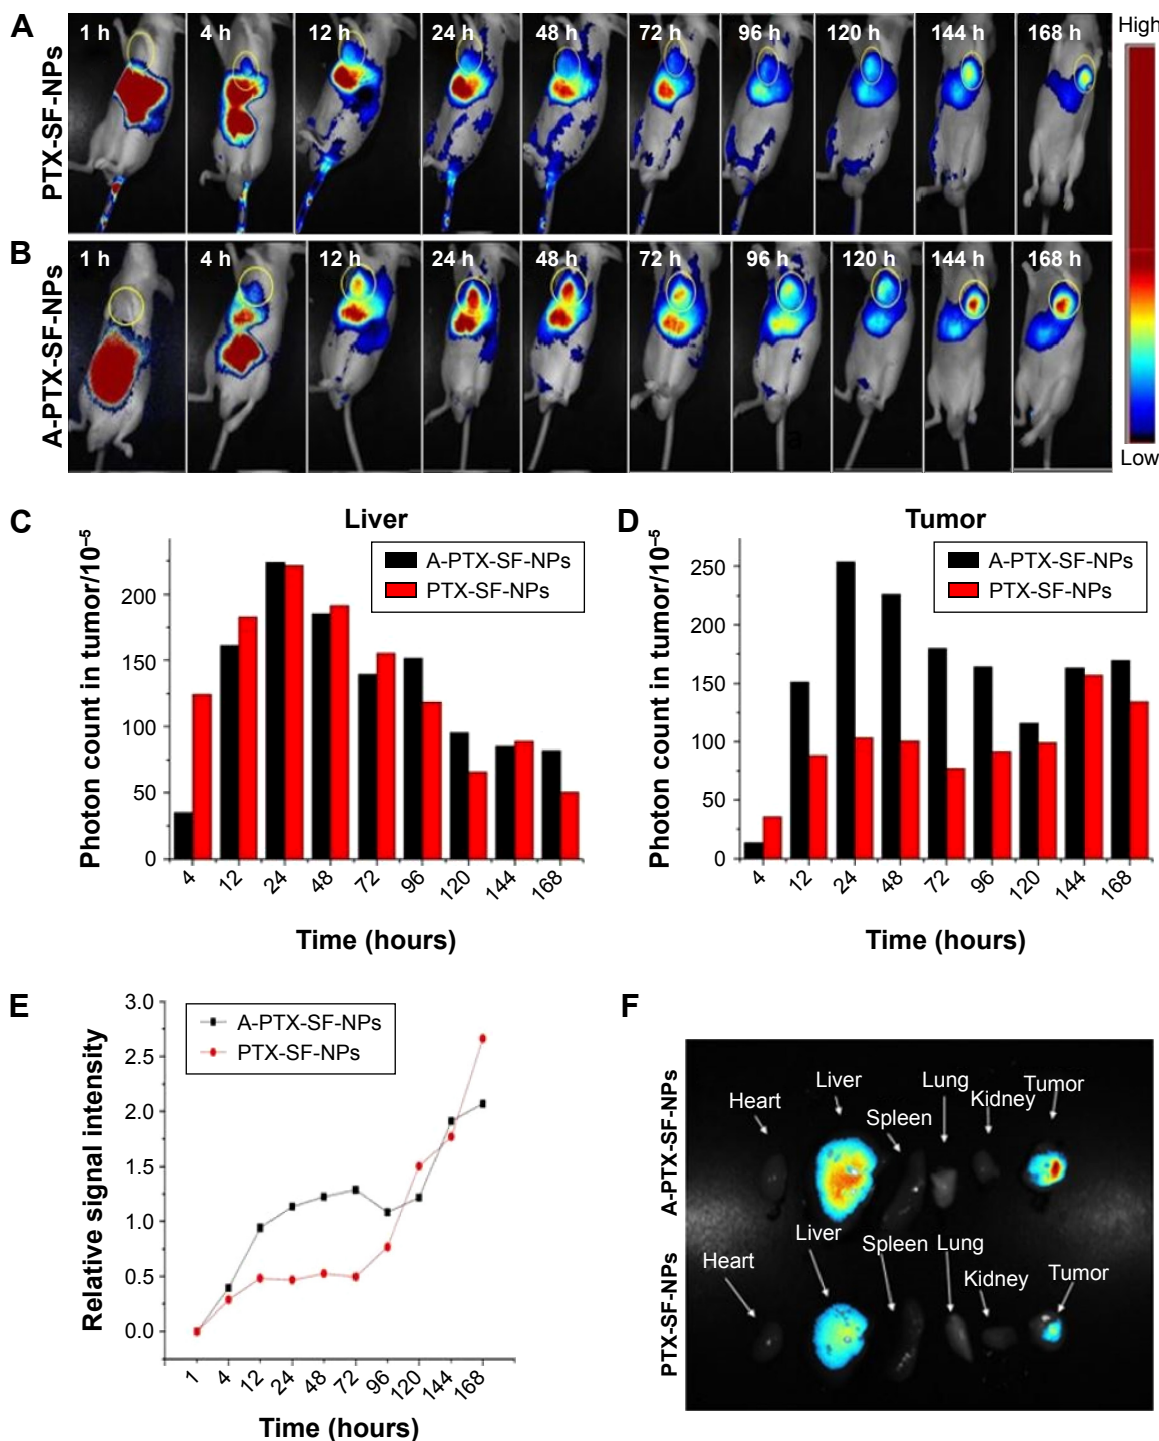 A
PTX-SF-NPs
1 h 4 h 12 h 24 h 48 h 72 h 96 h 120 h 144 h 168 h
High
B
A-PTX-SF-NPs
1 h 4 h 12 h 24 h 48 h 72 h 96 h 120 h 144 h 168 h
Low
C
Liver
Photon count in tumor/10⁻⁵
A-PTX-SF-NPs
PTX-SF-NPs
200
150
100
50
0
4 12 24 48 72 96 120 144 168
Time (hours)
D
Tumor
Photon count in tumor/10⁻⁵
A-PTX-SF-NPs
PTX-SF-NPs
250
200
150
100
50
0
4 12 24 48 72 96 120 144 168
Time (hours)
E
Relative signal intensity
A-PTX-SF-NPs
PTX-SF-NPs
3.0
2.5
2.0
1.5
1.0
0.5
0.0
1 4 12 24 48 72 96 120 144 168
Time (hours)
F
A-PTX-SF-NPs
Heart Liver Spleen Lung Kidney Tumor
PTX-SF-NPs
Heart Liver Spleen Lung Kidney Tumor